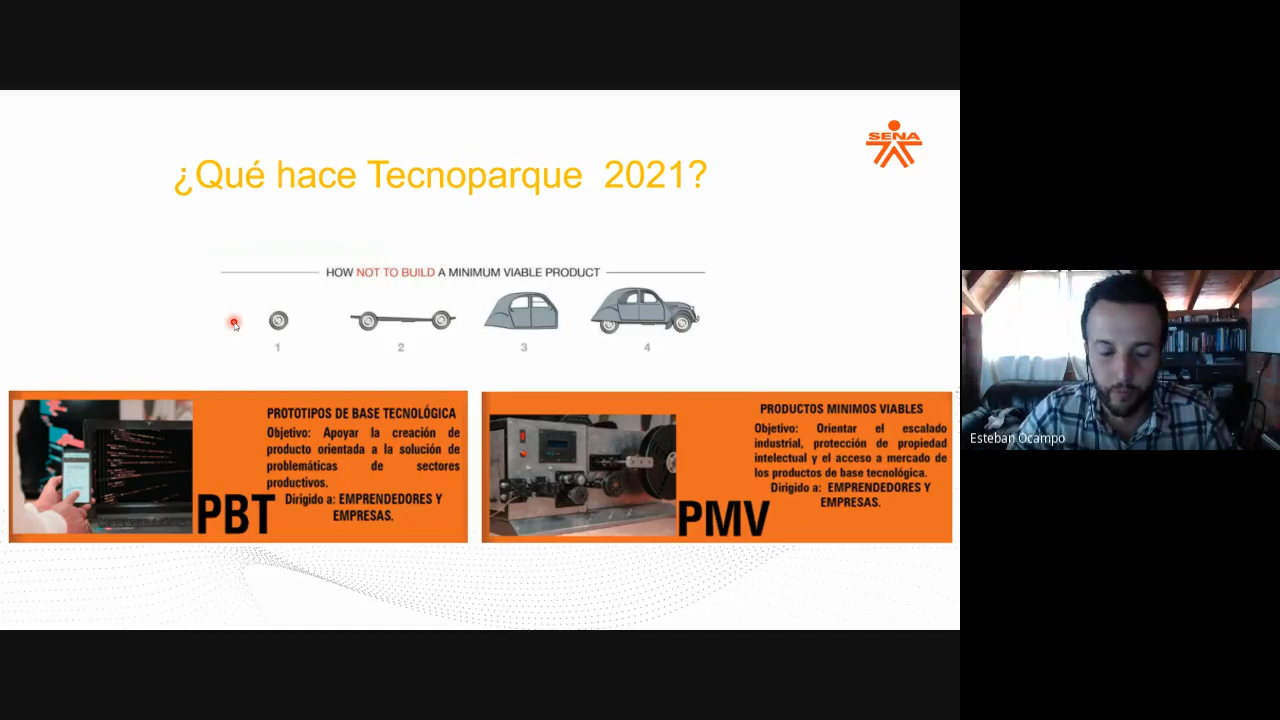 SENA
¿Qué hace Tecnoparque 2021?
HOW NOT TO BUILD A MINIMUM VIABLE PRODUCT
1 2 3 4
PROTOTIPOS DE BASE TECNOLÓGICA
Objetivo: Apoyar la creación de
producto orientada a la solución de
problemáticas de sectores
productivos.
Dirigido a: EMPRENDEDORES Y
EMPRESAS.
PBT
PRODUCTOS MINIMOS VIABLES
Objetivo: Orientar el escalado
industrial, protección de propiedad
intelectual y el acceso a mercado de
los productos de base tecnológica.
Dirigido a: EMPRENDEDORES Y
EMPRESAS.
PMV
Esteban Ocampo